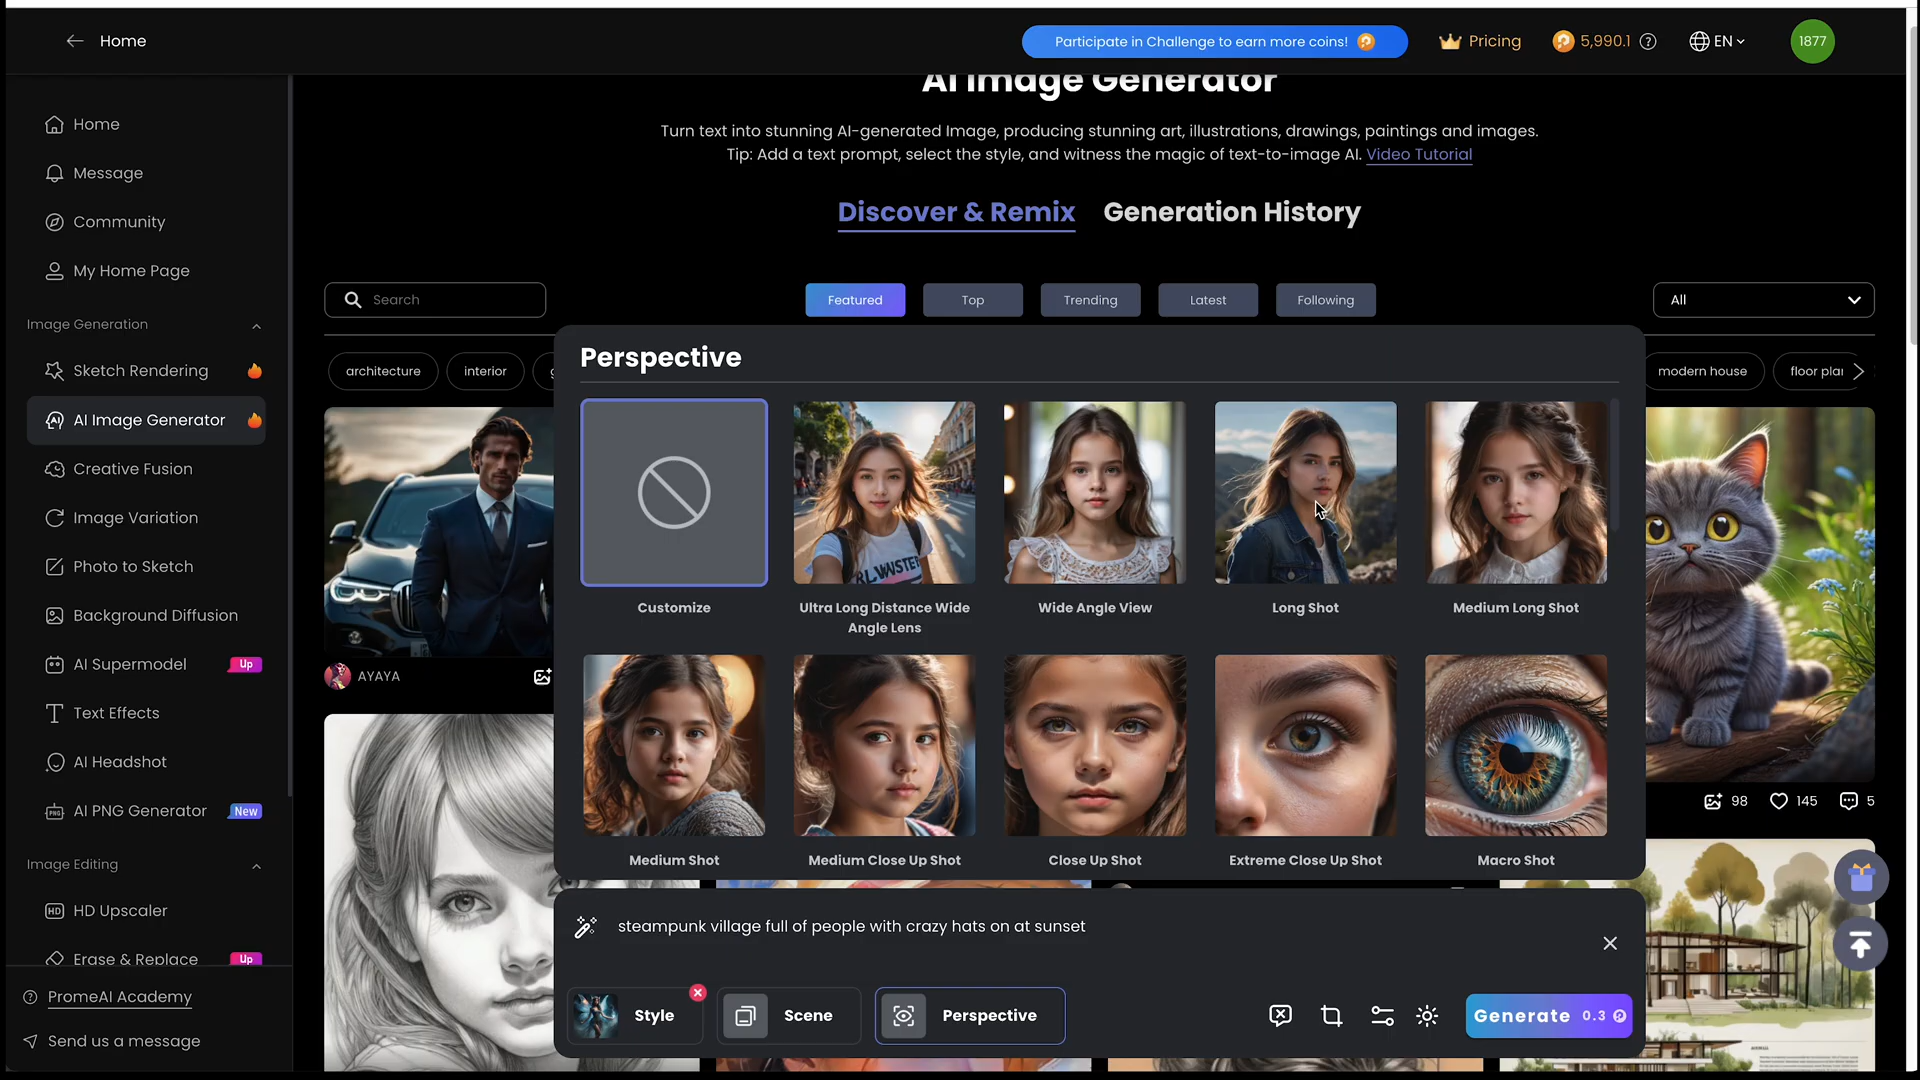 Home
Participate in Challenge to earn more coins!
Pricing
5,990.1
EN
1877
AI Image Generator
Turn text into stunning AI-generated Image, producing stunning art, illustrations, drawings, paintings and images.
Tip: Add a text prompt, select the style, and witness the magic of text-to-image AI. Video Tutorial
Discover & Remix
Generation History
Home
Message
Community
My Home Page
Image Generation
Sketch Rendering
AI Image Generator
Creative Fusion
Image Variation
Photo to Sketch
Background Diffusion
AI Supermodel
Up
Text Effects
AI Headshot
AI PNG Generator
New
Image Editing
HD Upscaler
Erase & Replace
Up
PromeAI Academy
Send us a message
Search
Featured
Top
Trending
Latest
Following
All
architecture
interior
modern house
floor plan
AYAYA
98
145
5
Perspective
Customize
Ultra Long Distance Wide
Angle Lens
Wide Angle View
Long Shot
Medium Long Shot
Medium Shot
Medium Close Up Shot
Close Up Shot
Extreme Close Up Shot
Macro Shot
steampunk village full of people with crazy hats on at sunset
Style
Scene
Perspective
Generate 0.3